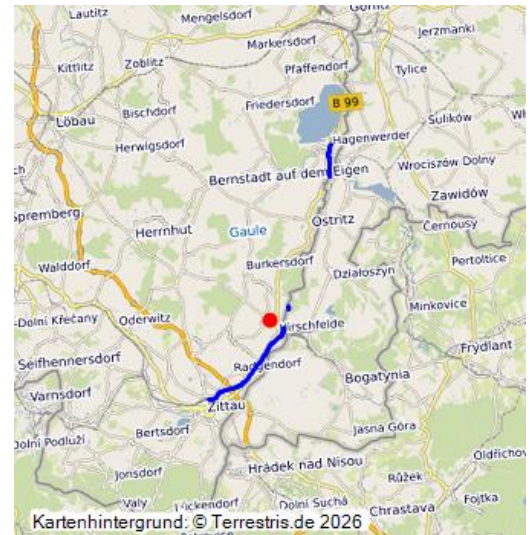 Lautitz
Mengelsdorf
Görlitz
Markersdorf
Jerzmanki
Kittlitz
Zoblitz
Pfaffendorf
Tylice
B 99
Friedersdorf
Löbau
Bischdorf
Sulików
Hagenwerder
Herwigsdorf
Wrociszów Dolny
Bernstadt auf dem Eigen
Zawidów
Spremberg
Ostritz
Herrnhut
Gaule
Černousy
Burkersdorf
Walddorf
Działoszyn
Pertoltice
Minkovice
Dolní Křečany
Oderwitz
Hirschfelde
Frýdlant
Seifhennersdorf
Radgendorf
Bogatynia
Varnsdorf
Zittau
Bertsdorf
Jasna Góra
Dolní Podluží
Oldřichov
Hrádek nad Nisou
Jonsdorf
Růžek
Valy
Lückendorf
Dolní Suchá
Fojtka
Chrastava
Kartenhintergrund: © Terrestris.de 2026